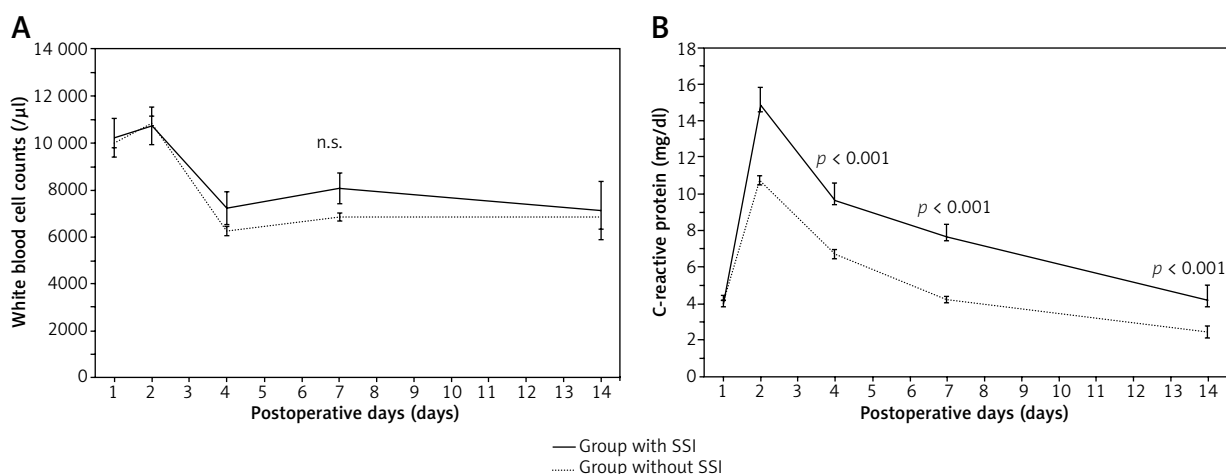 A
14 000
12 000
10 000
8000
6000
4000
2000
0
White blood cell counts (/µl)
n.s.
1 2 3 4 5 6 7 8 9 10 11 12 13 14
Postoperative days (days)
B
18
16
14
12
10
8
6
4
2
0
C-reactive protein (mg/dl)
p < 0.001
p < 0.001
p < 0.001
1 2 3 4 5 6 7 8 9 10 11 12 13 14
Postoperative days (days)
Group with SSI
Group without SSI